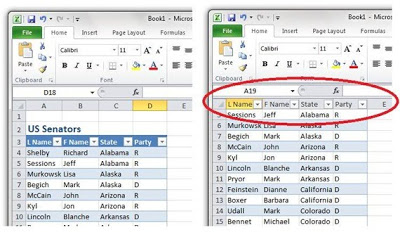 Book1 - Micros
File Home Insert Page Layout Formulas
Paste
Calibri 11
B I U
Clipboard Font
D18 fx
A B C D
1
2 US Senators
3 L Name F Name State Party
4 Shelby Richard Alabama R
5 Sessions Jeff Alabama R
6 Murkowsk Lisa Alaska R
7 Begich Mark Alaska D
8 McCain John Arizona R
9 Kyl Jon Arizona R
10 Lincoln Blanche Arkansas D
Book1 - Microso
File Home Insert Page Layout Formulas
Paste
Calibri 11
B I U
Clipboard Font
A19 fx
L Name F Name State Party E
5 Sessions Jeff Alabama R
6 Murkowsk Lisa Alaska R
7 Begich Mark Alaska D
8 McCain John Arizona R
9 Kyl Jon Arizona R
10 Lincoln Blanche Arkansas D
11 Pryor Mark Arkansas D
12 Feinstein Dianne California D
13 Boxer Barbara California D
14 Udall Mark Colorado D
15 Bennet Michael Colorado D